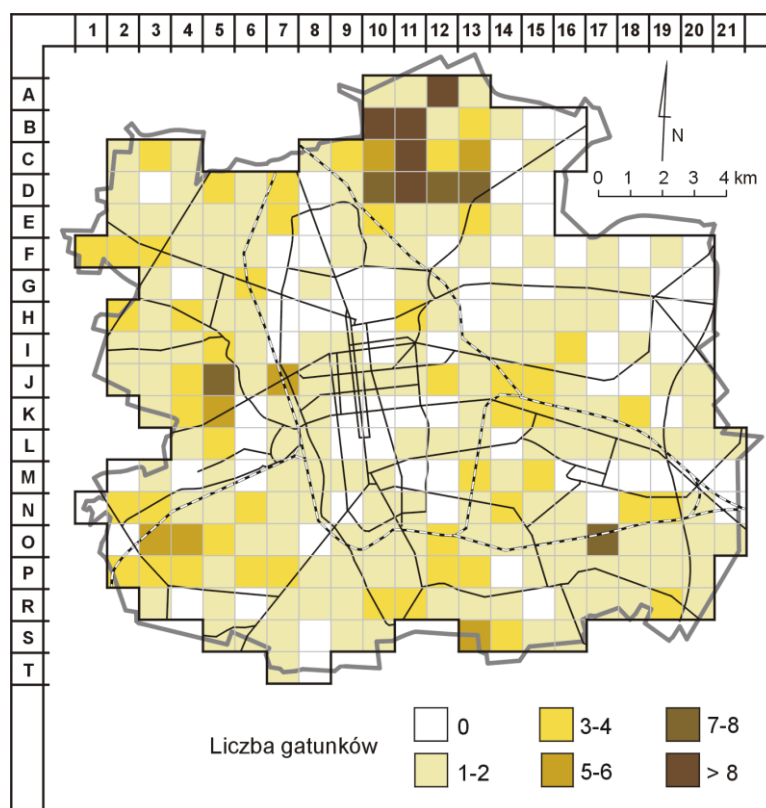 1 2 3 4 5 6 7 8 9 10 11 12 13 14 15 16 17 18 19 20 21
A
B
C
D
E
F
G
H
I
J
K
L
M
N
O
P
R
S
T
N
0 1 2 3 4 km
Liczba gatunków
0
3-4
7-8
1-2
5-6
> 8